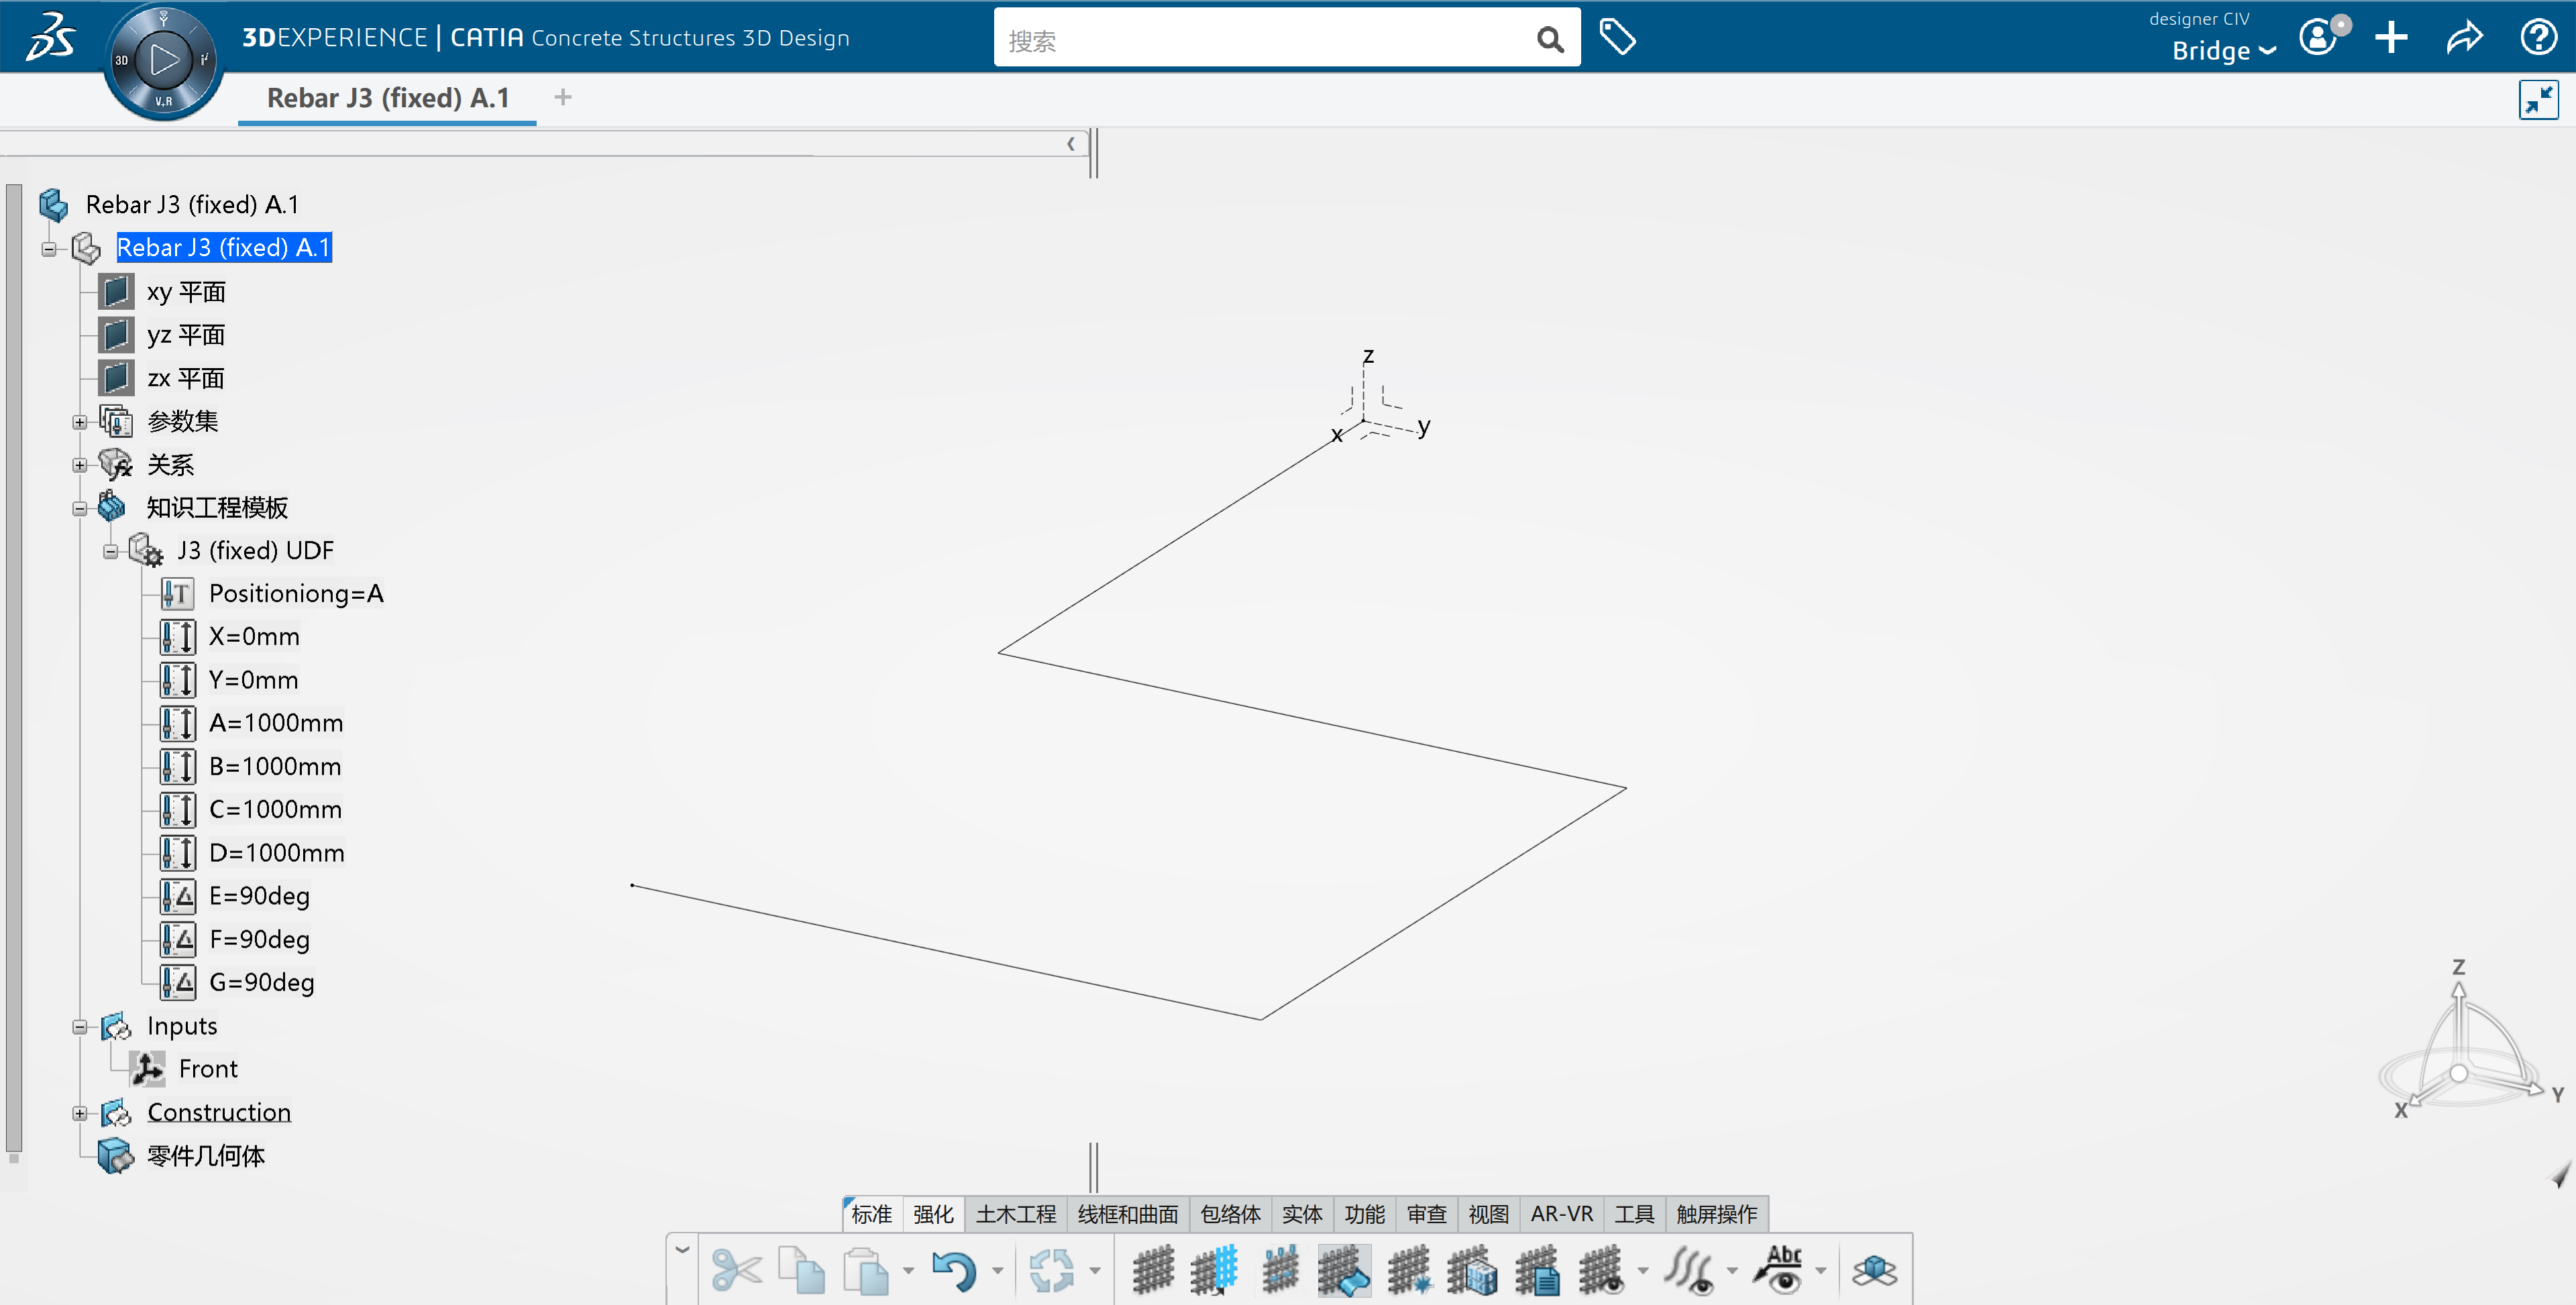 3DEXPERIENCE | CATIA Concrete Structures 3D Design
搜索
designer CIV
Bridge
3D
V,R
Rebar J3 (fixed) A.1
Rebar J3 (fixed) A.1
Rebar J3 (fixed) A.1
xy 平面
yz 平面
zx 平面
参数集
关系
知识工程模板
J3 (fixed) UDF
Positioniong=A
X=0mm
Y=0mm
A=1000mm
B=1000mm
C=1000mm
D=1000mm
E=90deg
F=90deg
G=90deg
Inputs
Front
Construction
零件几何体
z
x
y
Z
X
Y
标准 强化 土木工程 线框和曲面 包络体 实体 功能 审查 视图 AR-VR 工具 触屏操作
Abc